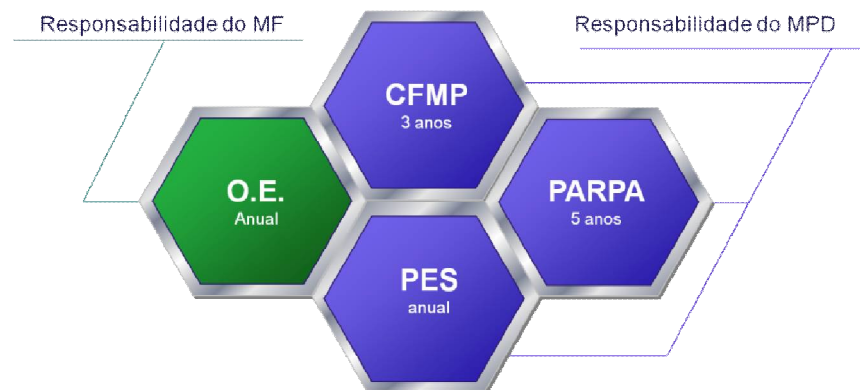 Responsabilidade do MF
Responsabilidade do MPD
CFMP
3 anos
O.E.
Anual
PARPA
5 anos
PES
anual